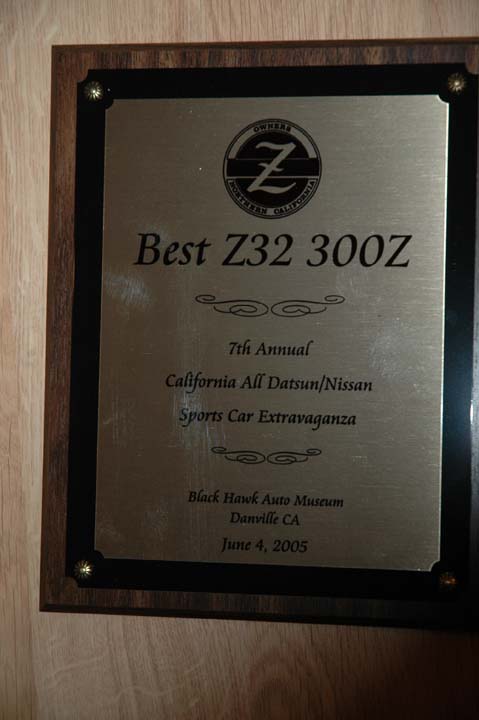 OWNERS
Z
NORTHERN CALIFORNIA
Best Z32 300Z
7th Annual
California All Datsun/Nissan
Sports Car Extravaganza
Black Hawk Auto Museum
Danville CA
June 4, 2005